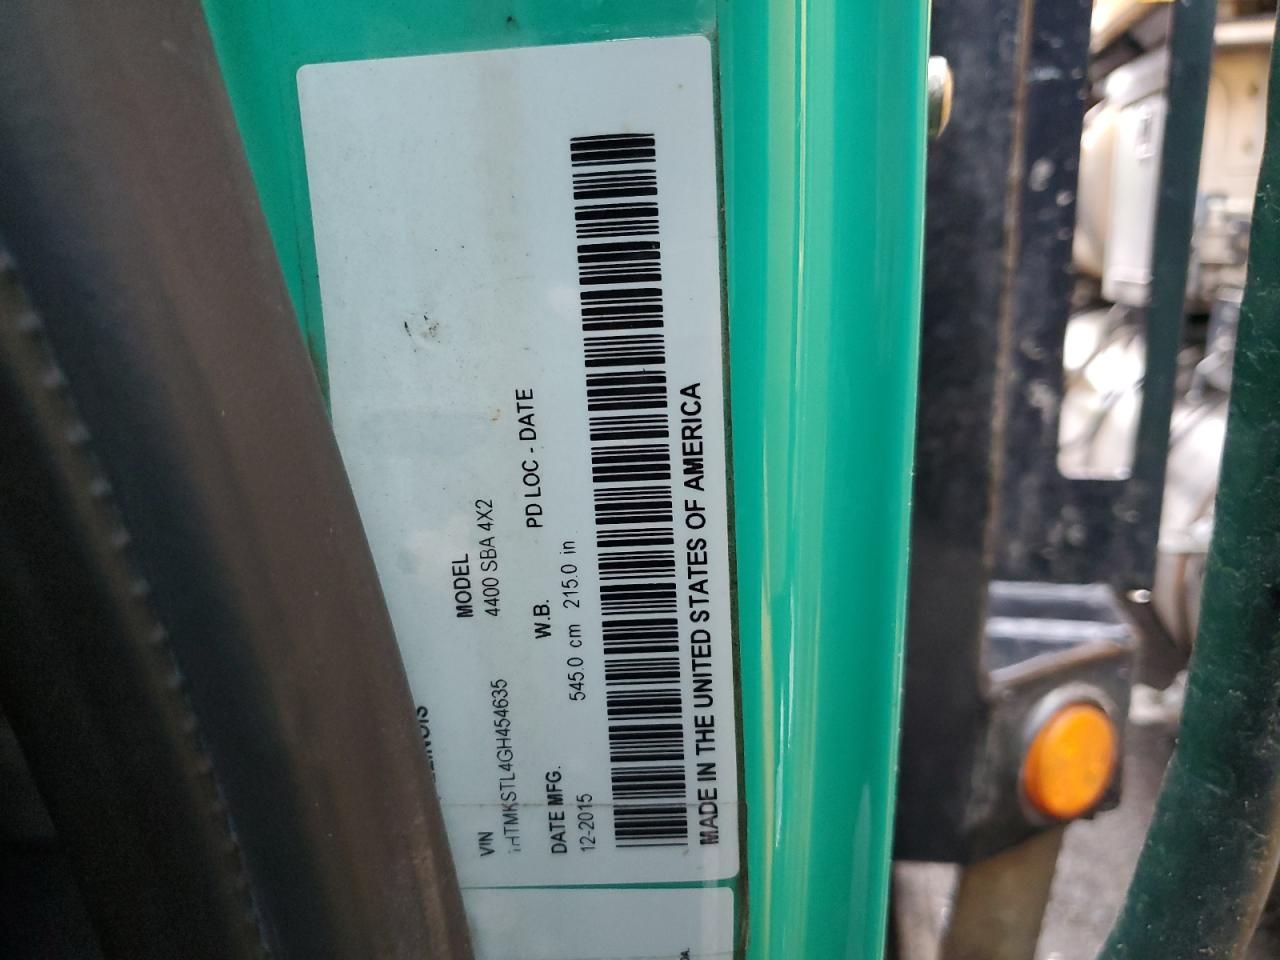 MODEL
4400 SBA 4X2
VIN
1HTMKSTL4GH454635
W.B. PD LOC - DATE
545.0 cm 215.0 in
DATE MFG.
12-2015
MADE IN THE UNITED STATES OF AMERICA